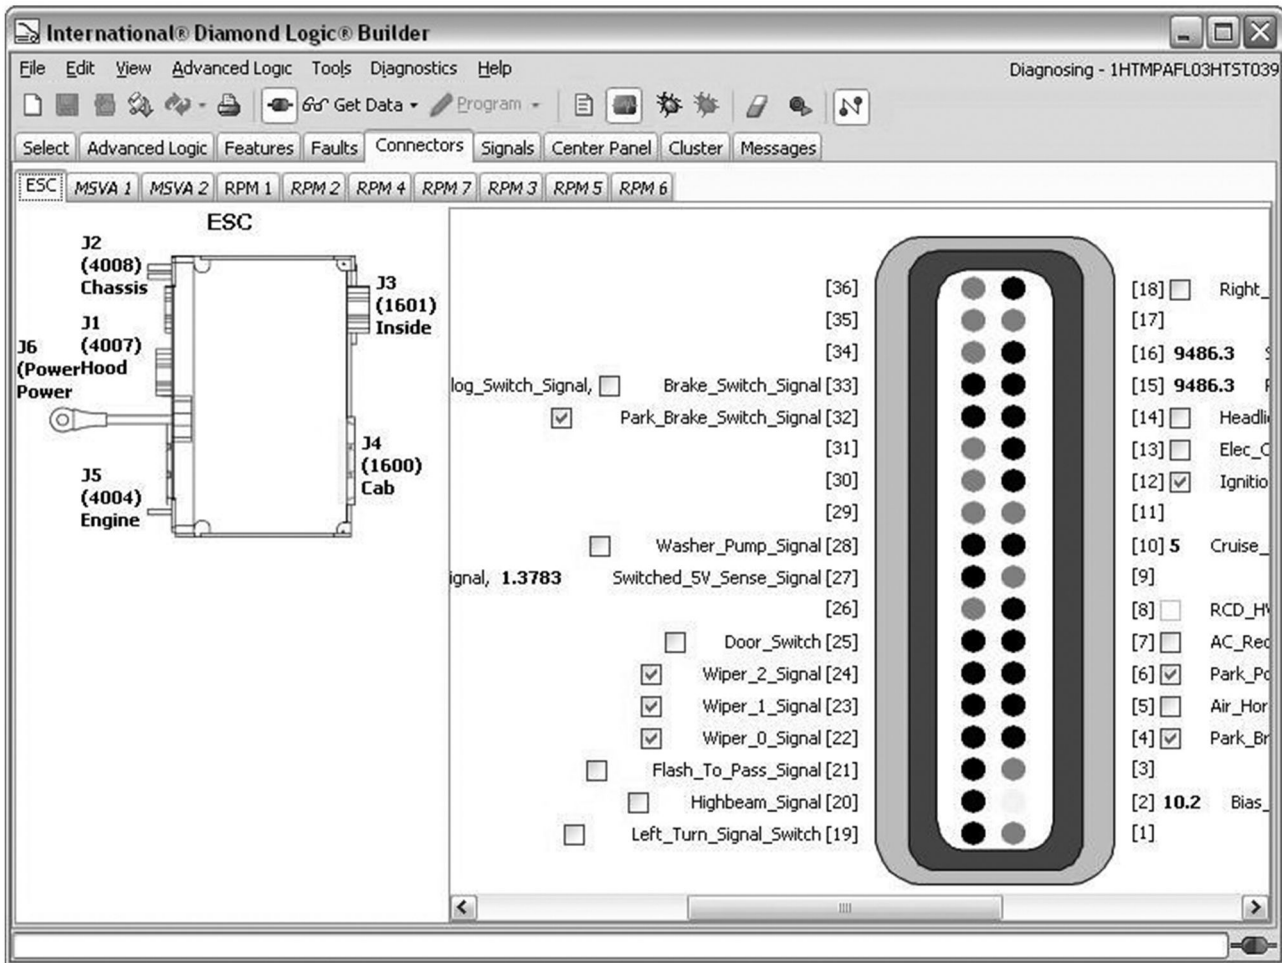 International® Diamond Logic® Builder
File Edit View Advanced Logic Tools Diagnostics Help
Diagnosing - 1HTMPAFL03HTST039
Get Data Program
Select Advanced Logic Features Faults Connectors Signals Center Panel Cluster Messages
ESC MSVA 1 MSVA 2 RPM 1 RPM 2 RPM 4 RPM 7 RPM 3 RPM 5 RPM 6
ESC
J2
(4008)
Chassis
J1
(4007)
Hood
J6
(Power
Power
J5
(4004)
Engine
J3
(1601)
Inside
J4
(1600)
Cab
[36]
[35]
[34]
log_Switch_Signal, Brake_Switch_Signal [33]
Park_Brake_Switch_Signal [32]
[31]
[30]
[29]
Washer_Pump_Signal [28]
ignal, 1.3783 Switched_5V_Sense_Signal [27]
[26]
Door_Switch [25]
Wiper_2_Signal [24]
Wiper_1_Signal [23]
Wiper_0_Signal [22]
Flash_To_Pass_Signal [21]
Highbeam_Signal [20]
Left_Turn_Signal_Switch [19]
[18] Right_
[17]
[16] 9486.3
[15] 9486.3
[14] Headli
[13] Elec_C
[12] Ignitio
[11]
[10] 5 Cruise_
[9]
[8] RCD_HV
[7] AC_Req
[6] Park_Po
[5] Air_Hor
[4] Park_Br
[3]
[2] 10.2 Bias_
[1]